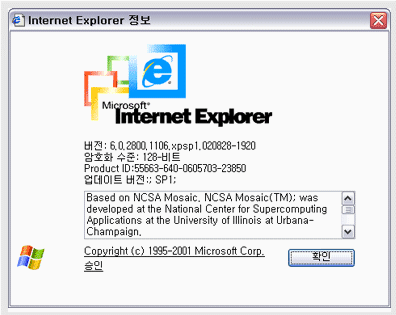 Internet Explorer 정보
Microsoft®
Internet Explorer
버전: 6.0.2800.1106.xpsp1.020828-1920
암호화 수준: 128-비트
Product ID:55663-640-0605703-23850
업데이트 버전:; SP1;
Based on NCSA Mosaic. NCSA Mosaic(TM); was
developed at the National Center for Supercomputing
Applications at the University of Illinois at Urbana-
Champaign.
Copyright (c) 1995-2001 Microsoft Corp.
승인
확인